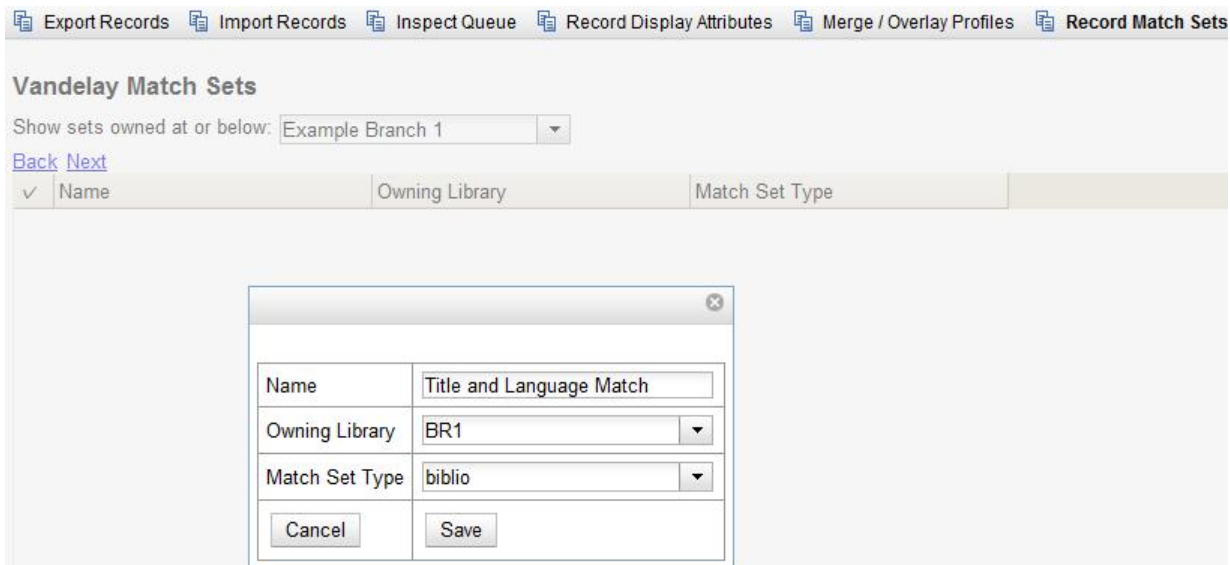 Export Records Import Records Inspect Queue Record Display Attributes Merge / Overlay Profiles Record Match Sets
Vandelay Match Sets
Show sets owned at or below: Example Branch 1
Back Next
✓ Name Owning Library Match Set Type
Name Title and Language Match
Owning Library BR1
Match Set Type biblio
Cancel Save